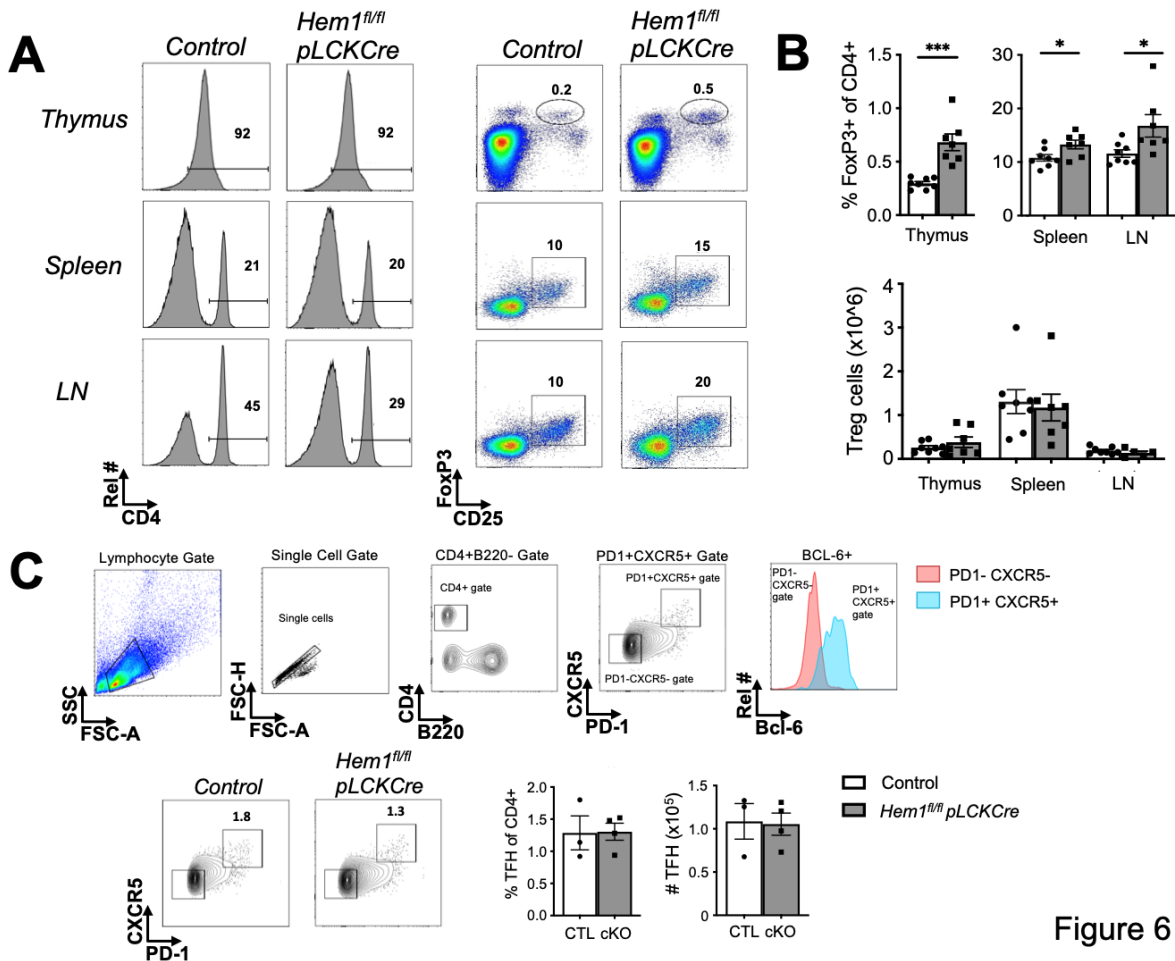 A
Control
Hem1fl/fl
pLCKCre
Control
Hem1fl/fl
pLCKCre
Thymus
92
92
0.2
0.5
Spleen
21
20
10
15
LN
45
29
10
20
Rel #
CD4
FoxP3
CD25
B
% FoxP3+ of CD4+
1.5
1.0
0.5
0.0
***
Thymus
30
20
10
0
*
*
Spleen
LN
Treg cells (x10^6)
4
3
2
1
0
Thymus
Spleen
LN
C
Lymphocyte Gate
SSC
FSC-A
Single Cell Gate
Single cells
FSC-H
FSC-A
CD4+B220- Gate
CD4+ gate
CD4
B220
PD1+CXCR5+ Gate
PD1+CXCR5+ gate
PD1-CXCR5- gate
CXCR5
PD-1
BCL-6+
PD1-
CXCR5-
gate
PD1+
CXCR5+
gate
Rel #
Bcl-6
PD1- CXCR5-
PD1+ CXCR5+
Control
Hem1fl/fl
pLCKCre
1.8
1.3
CXCR5
PD-1
% TFH of CD4+
2.0
1.5
1.0
0.5
0.0
CTL cKO
# TFH (x10⁵)
1.5
1.0
0.5
0
CTL cKO
Control
Hem1fl/fl pLCKCre
Figure 6